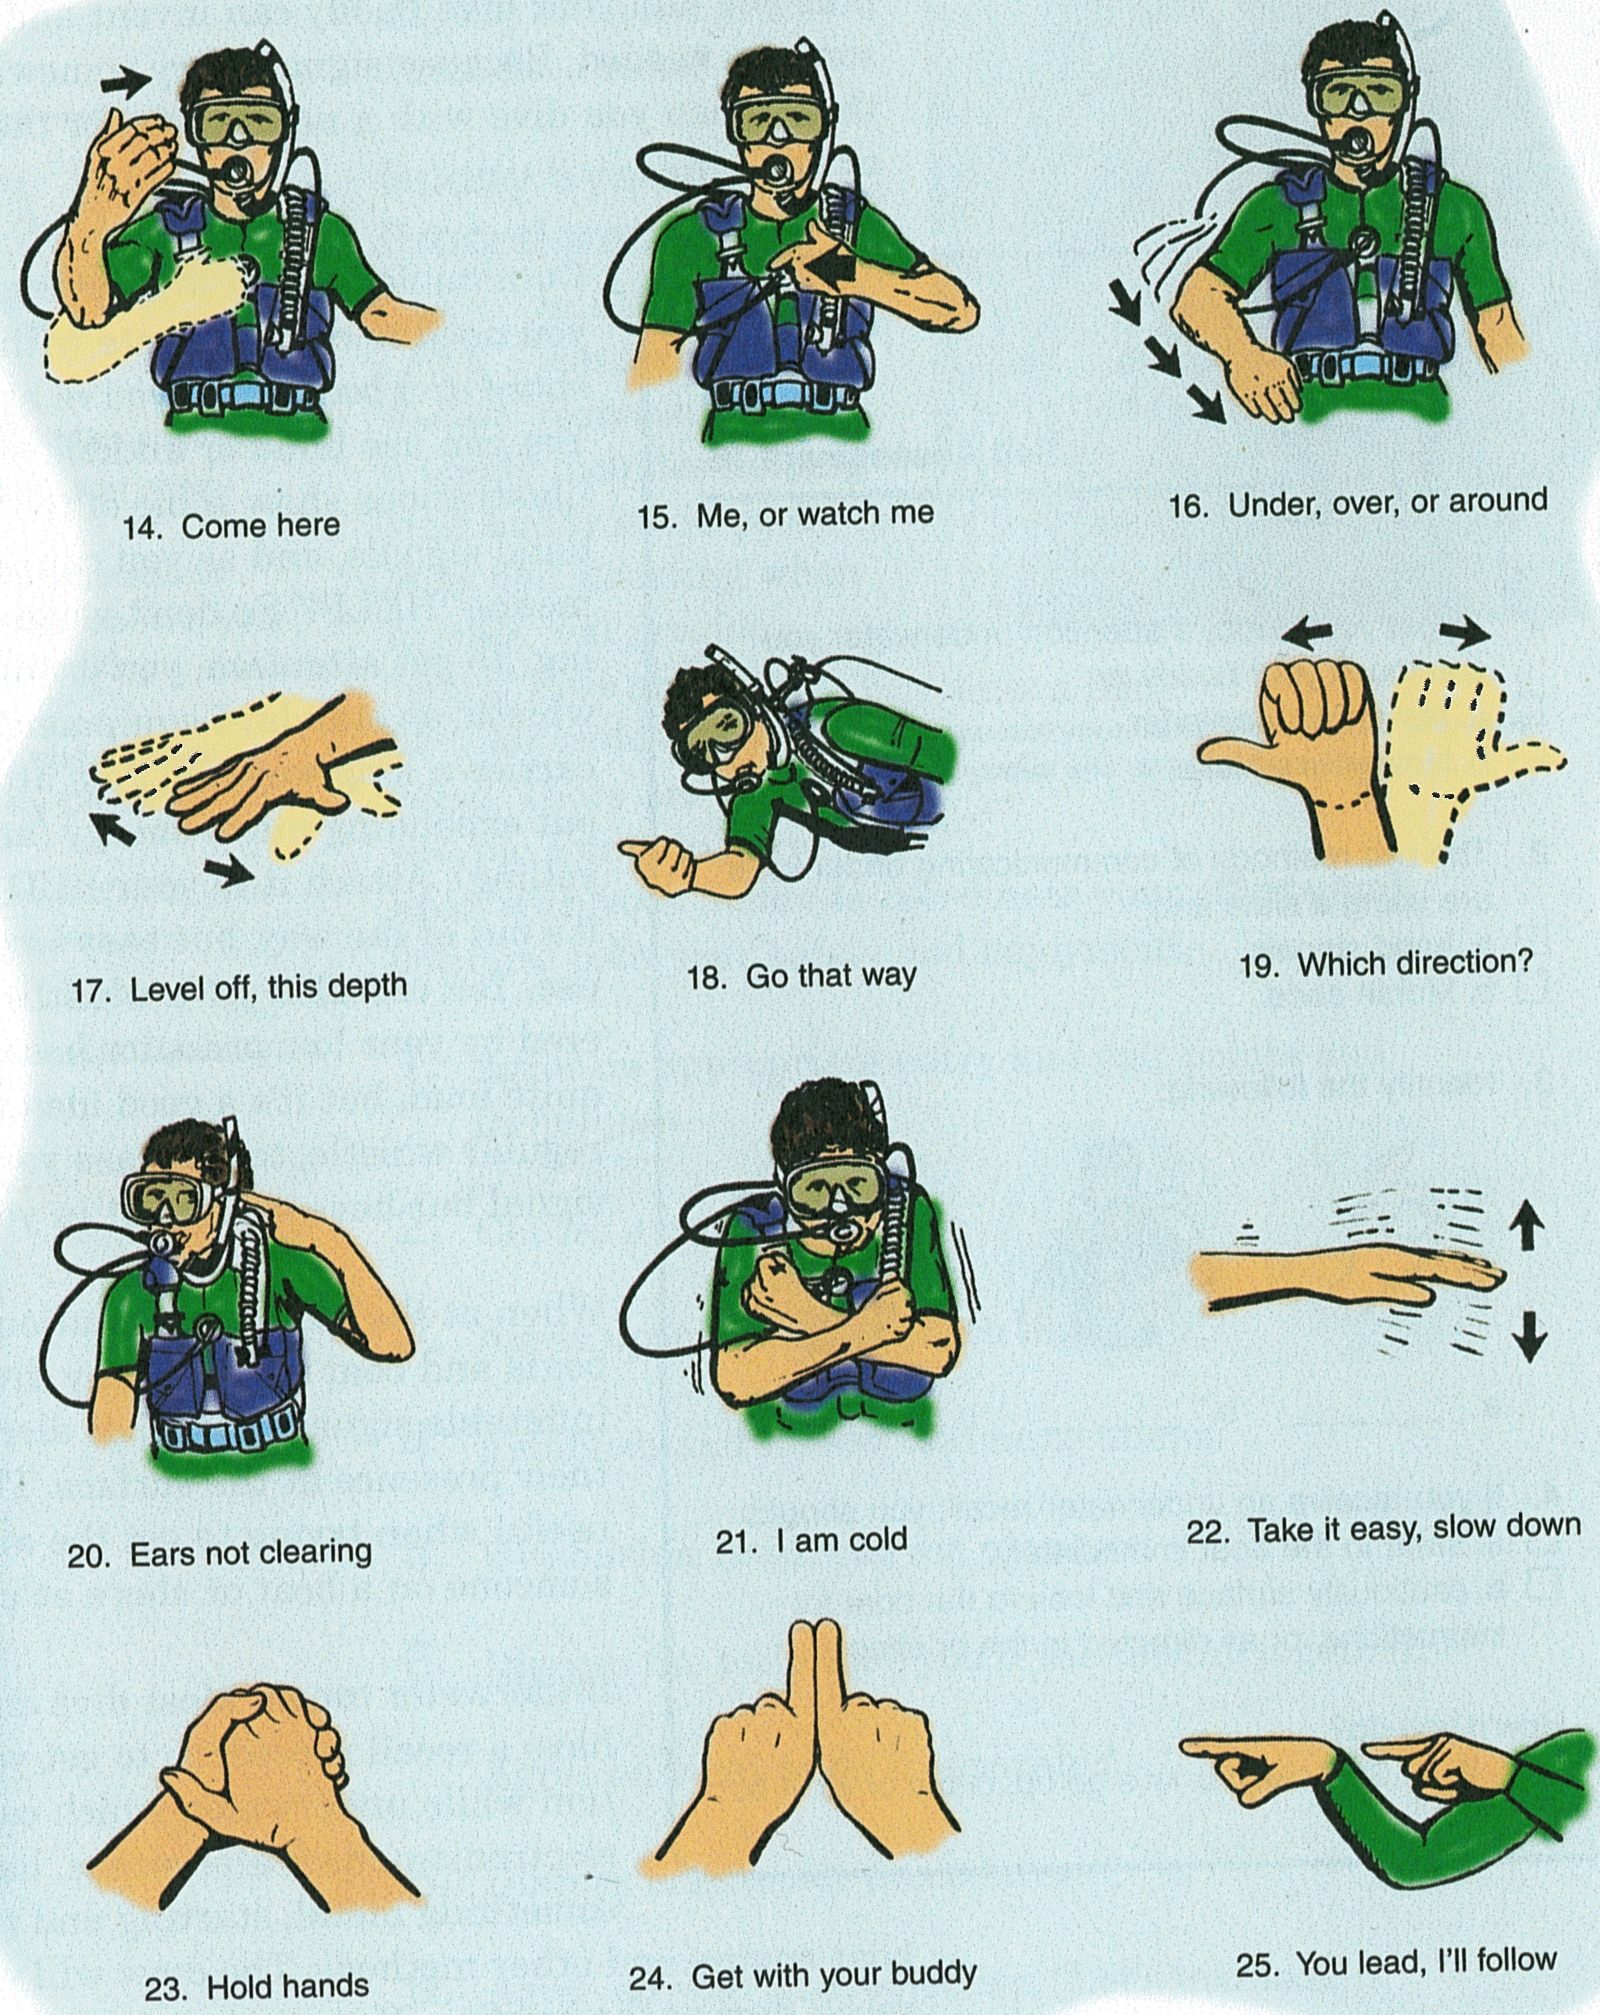 14. Come here
15. Me, or watch me
16. Under, over, or around
17. Level off, this depth
18. Go that way
19. Which direction?
20. Ears not clearing
21. I am cold
22. Take it easy, slow down
23. Hold hands
24. Get with your buddy
25. You lead, I'll follow